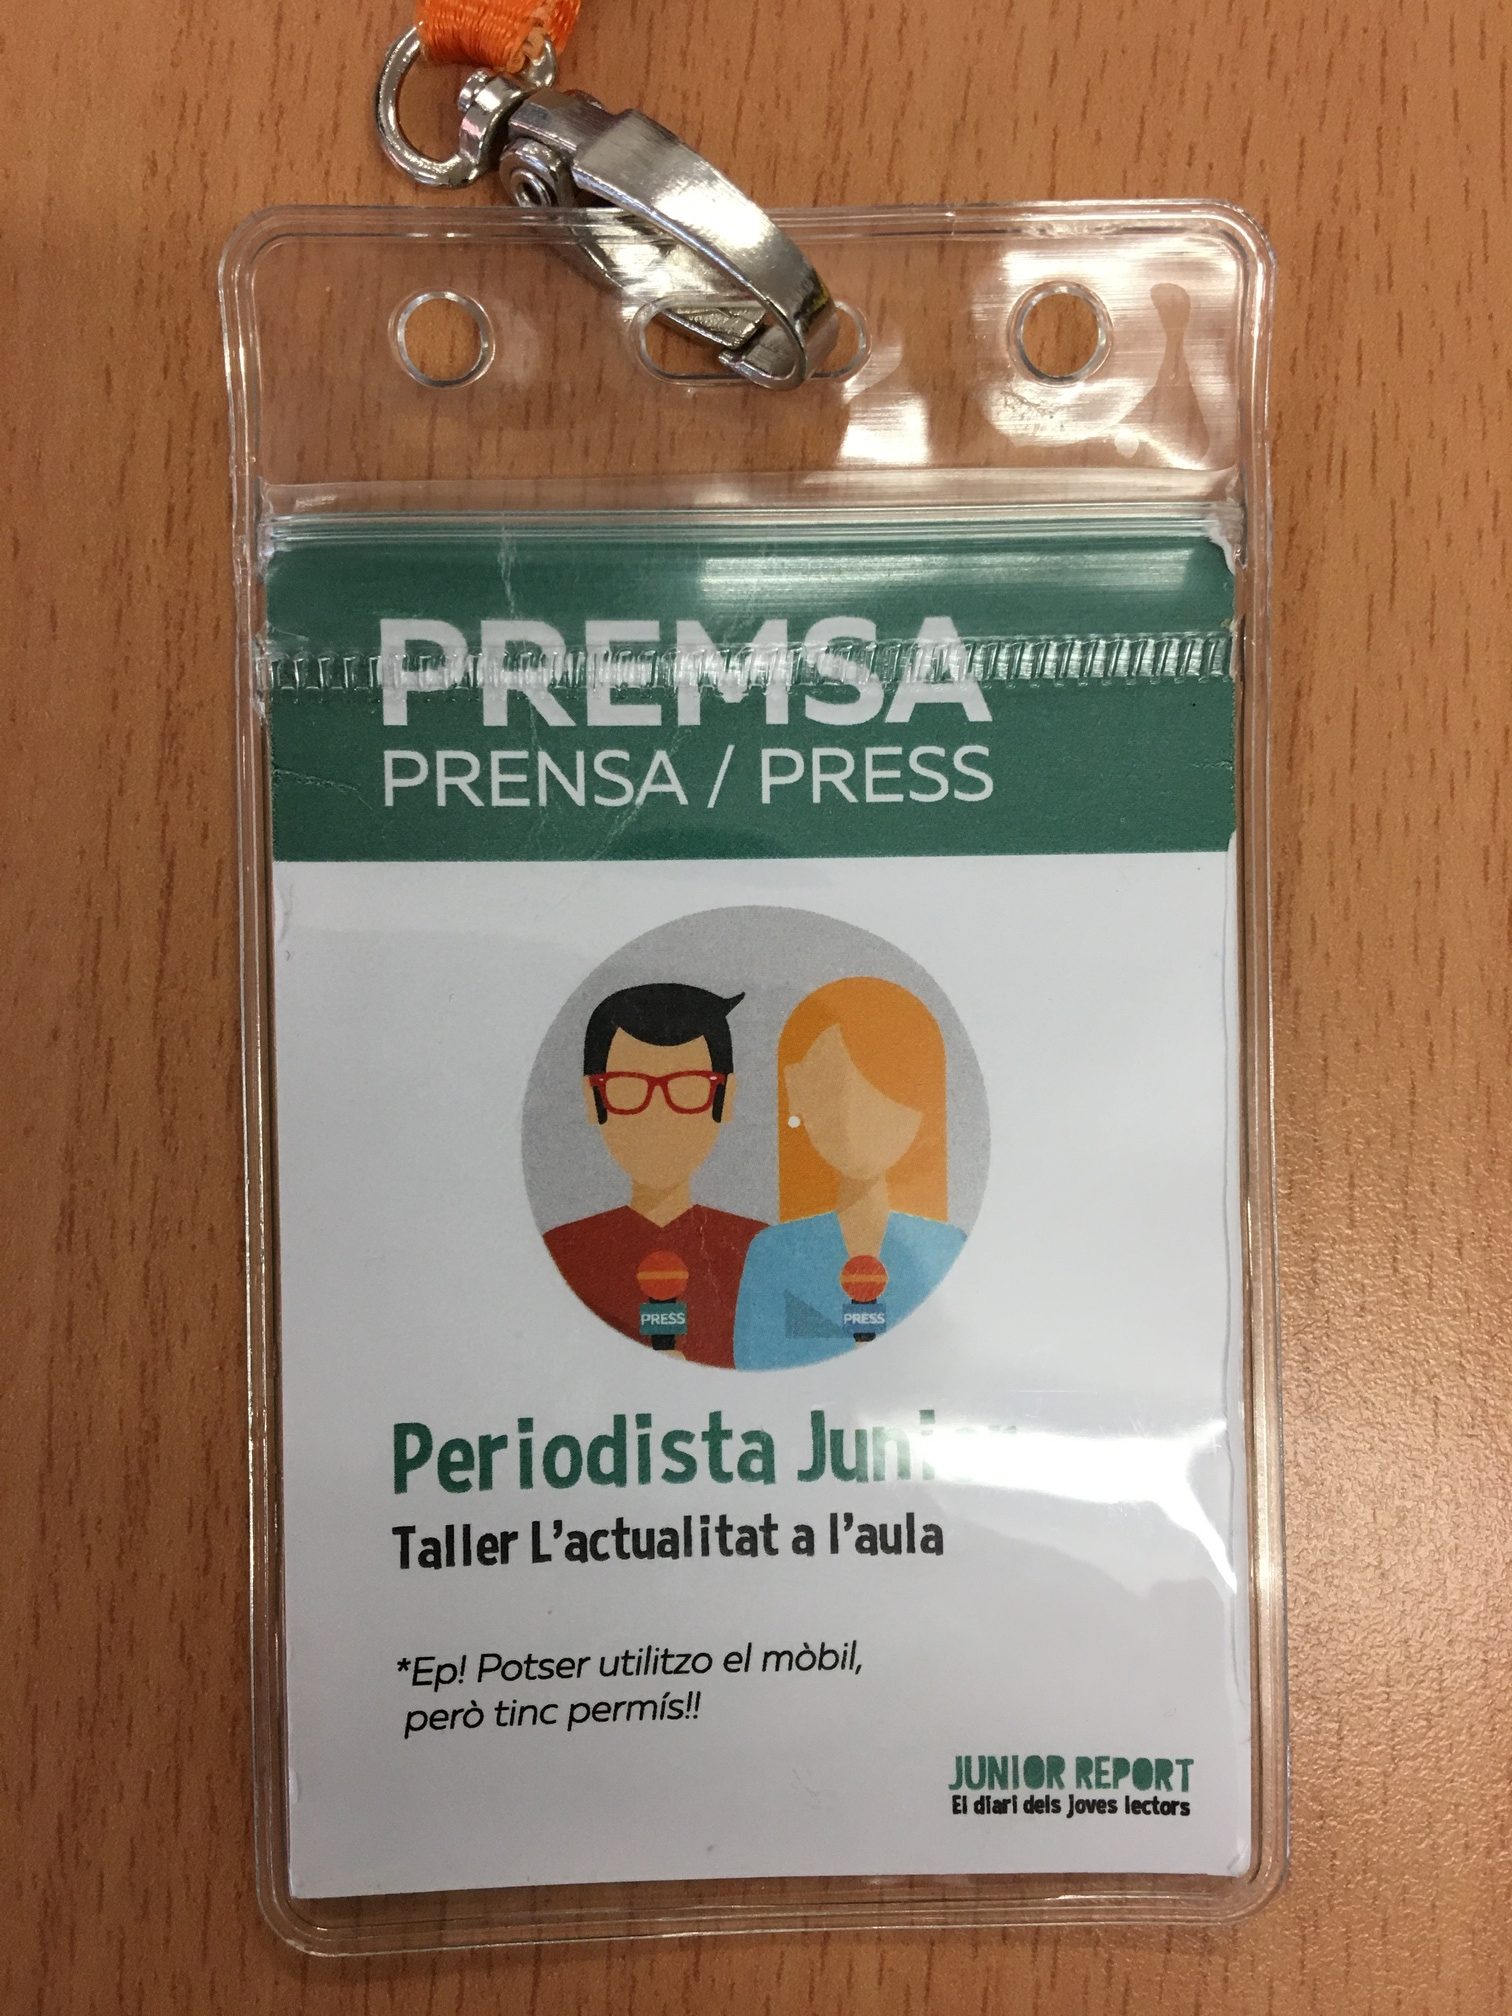 PREMSA
PRENSA / PRESS
PRESS PRESS
Periodista Junior
Taller L'actualitat a l'aula
*Ep! Potser utilitzo el mòbil,
però tinc permís!!
JUNIOR REPORT
El diari dels joves lectors